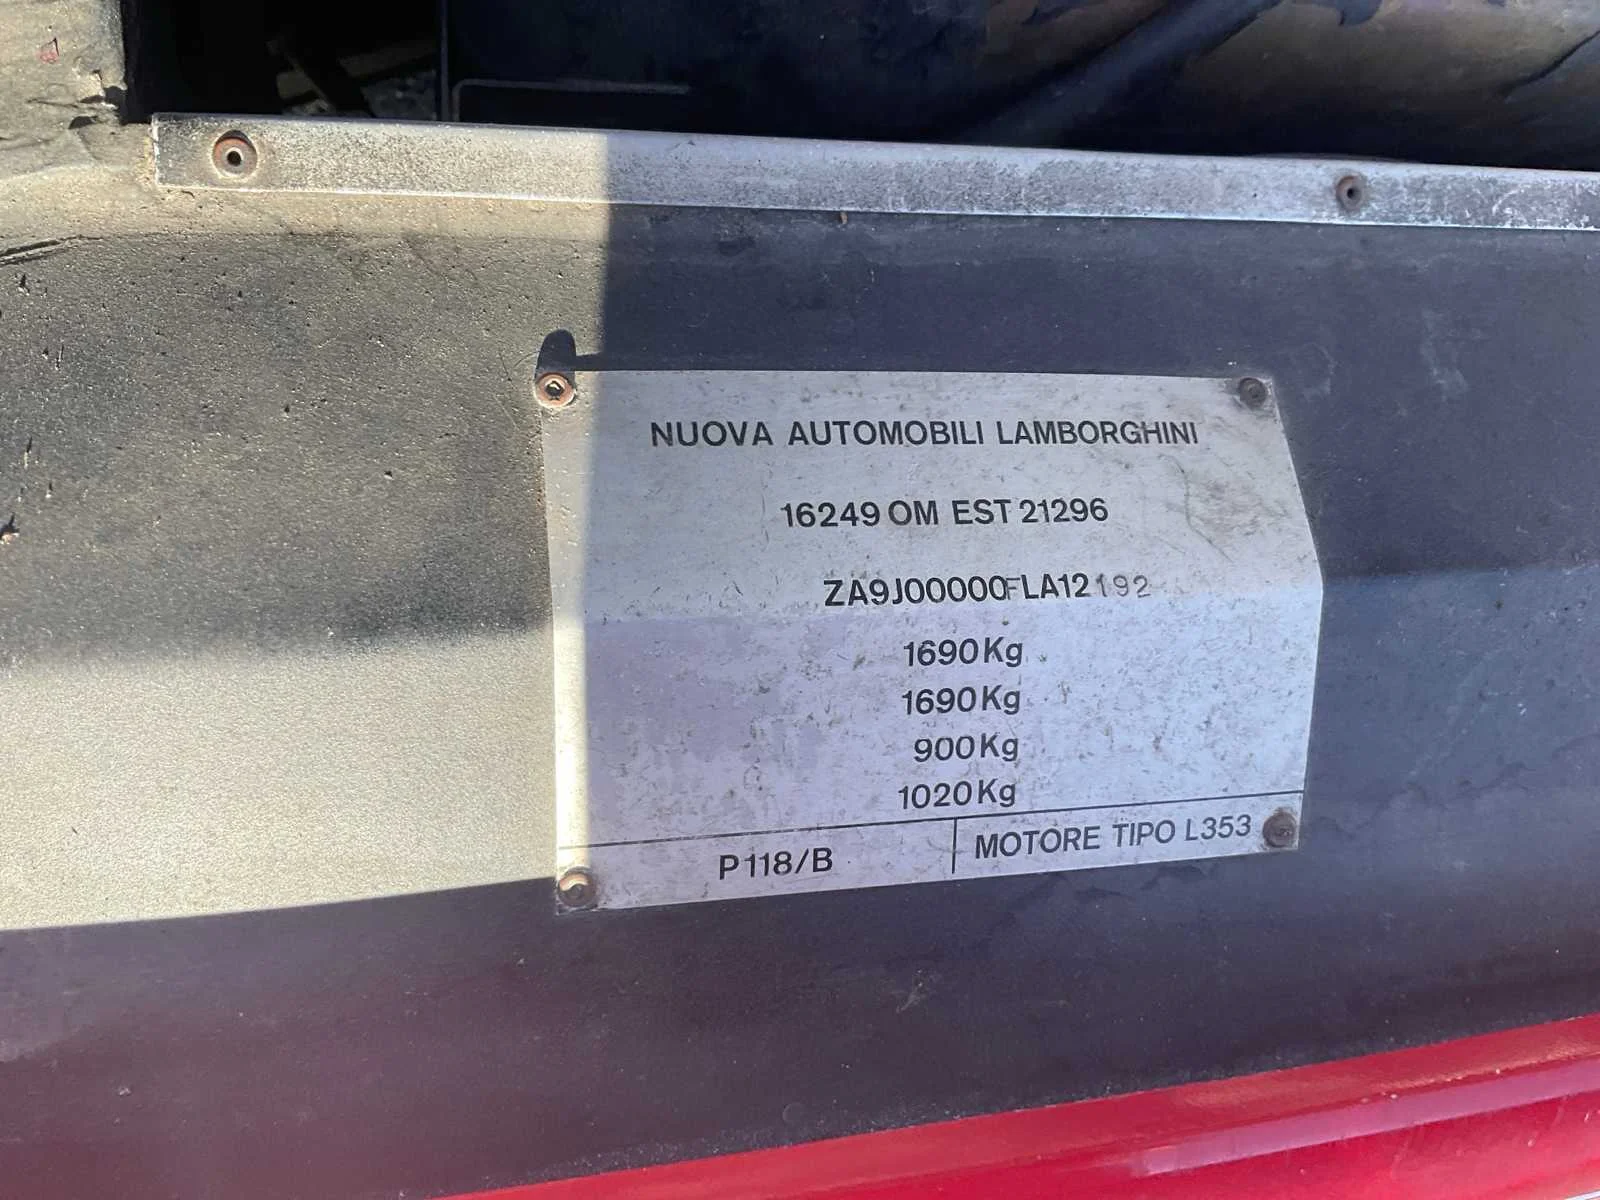 NUOVA AUTOMOBILI LAMBORGHINI
16249 OM EST 21296
ZA9J00000FLA12192
1690Kg
1690Kg
900Kg
1020Kg
P118/B
MOTORE TIPO L353